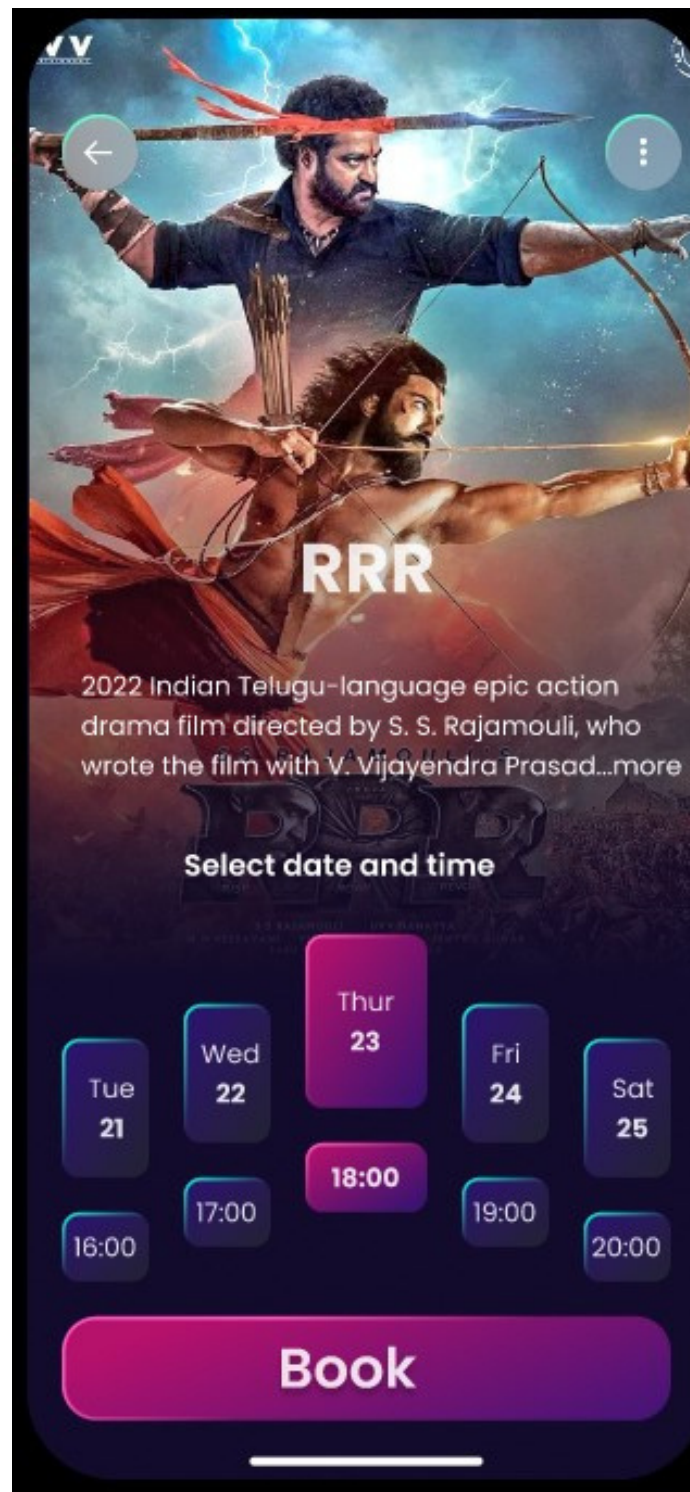 RRR
2022 Indian Telugu-language epic action
drama film directed by S. S. Rajamouli, who
wrote the film with V. Vijayendra Prasad...more
S S RAJAMOULI'S
RRR
Select date and time
Thur
23
Wed
22
Fri
24
Tue
21
Sat
25
18:00
17:00
19:00
16:00
20:00
Book